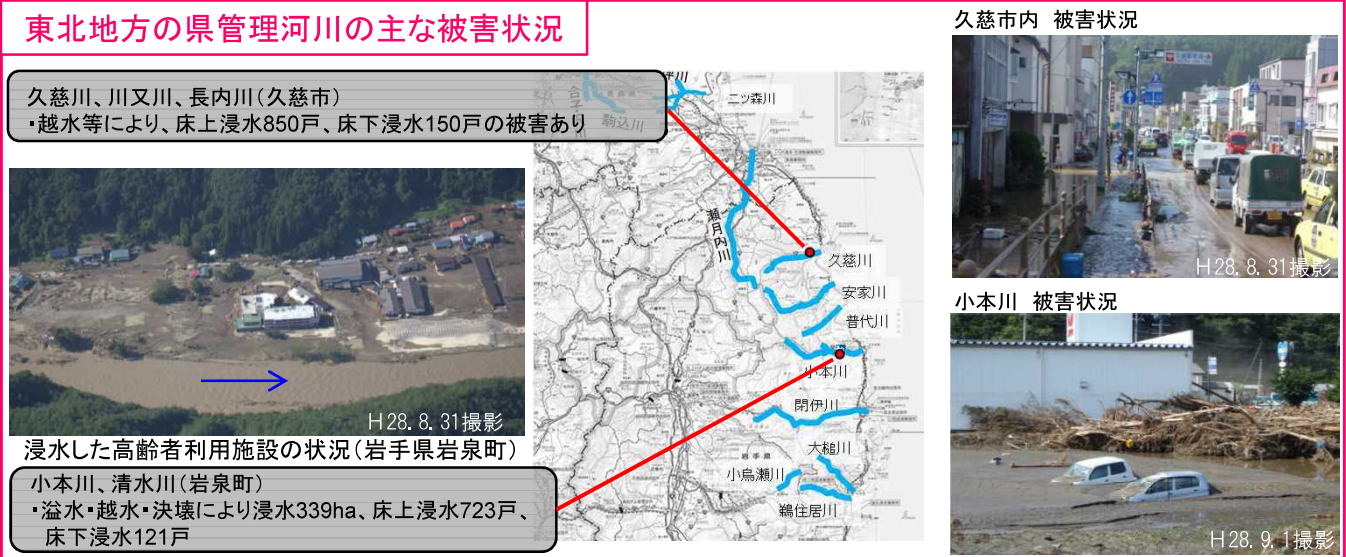 東北地方の県管理河川の主な被害状況
久慈川、川又川、長内川（久慈市）
・越水等により、床上浸水850戸、床下浸水150戸の被害あり
H28.8.31撮影
浸水した高齢者利用施設の状況（岩手県岩泉町）
小本川、清水川（岩泉町）
・溢水・越水・決壊により浸水339ha、床上浸水723戸、
床下浸水121戸
駒込川
二ツ森川
瀬月内川
久慈川
安家川
普代川
小本川
閉伊川
岩手県
大槌川
小烏瀬川
鵜住居川
久慈市内 被害状況
H28.8.31撮影
小本川 被害状況
H28.9.1撮影